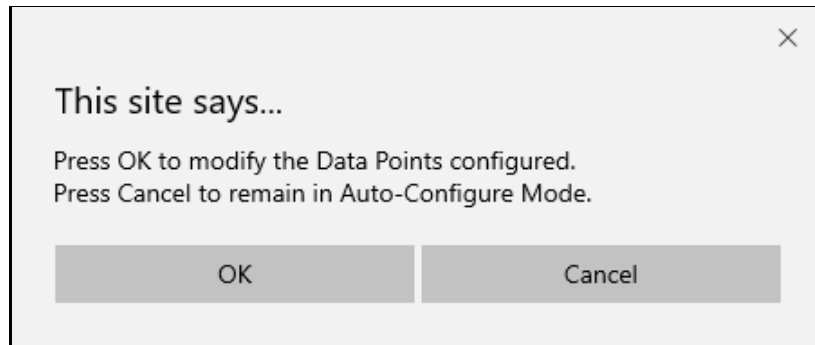 This site says...
Press OK to modify the Data Points configured.
Press Cancel to remain in Auto-Configure Mode.
OK
Cancel